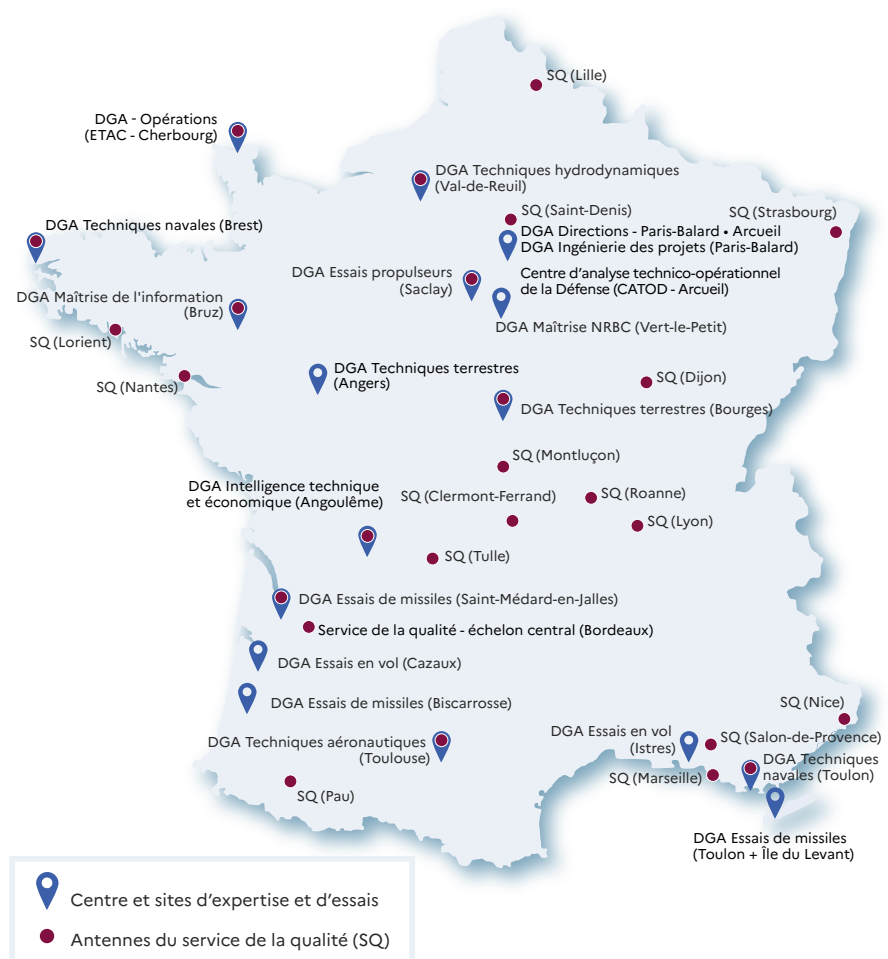 SQ (Lille)
DGA - Opérations
(ETAC - Cherbourg)
DGA Techniques hydrodynamiques
(Val-de-Reuil)
SQ (Saint-Denis)
SQ (Strasbourg)
DGA Techniques navales (Brest)
DGA Directions - Paris-Balard • Arcueil
DGA Ingénierie des projets (Paris-Balard)
DGA Essais propulseurs
(Saclay)
Centre d'analyse technico-opérationnel
de la Défense (CATOD - Arcueil)
DGA Maîtrise de l'information
(Bruz)
DGA Maîtrise NRBC (Vert-le-Petit)
SQ (Lorient)
SQ (Nantes)
DGA Techniques terrestres
(Angers)
SQ (Dijon)
DGA Techniques terrestres (Bourges)
SQ (Montluçon)
DGA Intelligence technique
et économique (Angoulême)
SQ (Clermont-Ferrand)
SQ (Roanne)
SQ (Lyon)
SQ (Tulle)
DGA Essais de missiles (Saint-Médard-en-Jalles)
Service de la qualité - échelon central (Bordeaux)
DGA Essais en vol (Cazaux)
DGA Essais de missiles (Biscarrosse)
SQ (Nice)
DGA Techniques aéronautiques
(Toulouse)
DGA Essais en vol
(Istres)
SQ (Salon-de-Provence)
SQ (Marseille)
DGA Techniques
navales (Toulon)
SQ (Pau)
DGA Essais de missiles
(Toulon + Île du Levant)
Centre et sites d'expertise et d'essais
Antennes du service de la qualité (SQ)